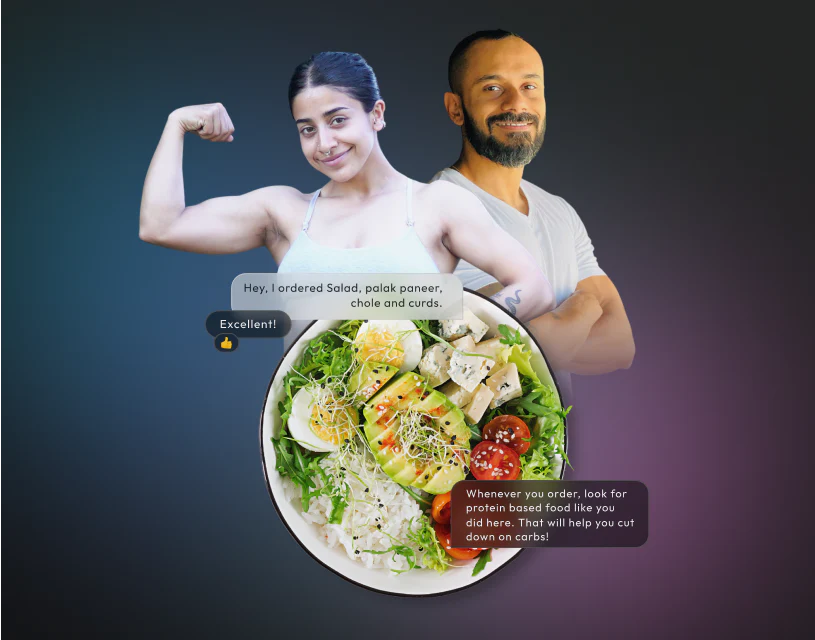 Hey, I ordered Salad, palak paneer,
chole and curds.
Excellent!
👍
Whenever you order, look for
protein based food like you
did here. That will help you cut
down on carbs!